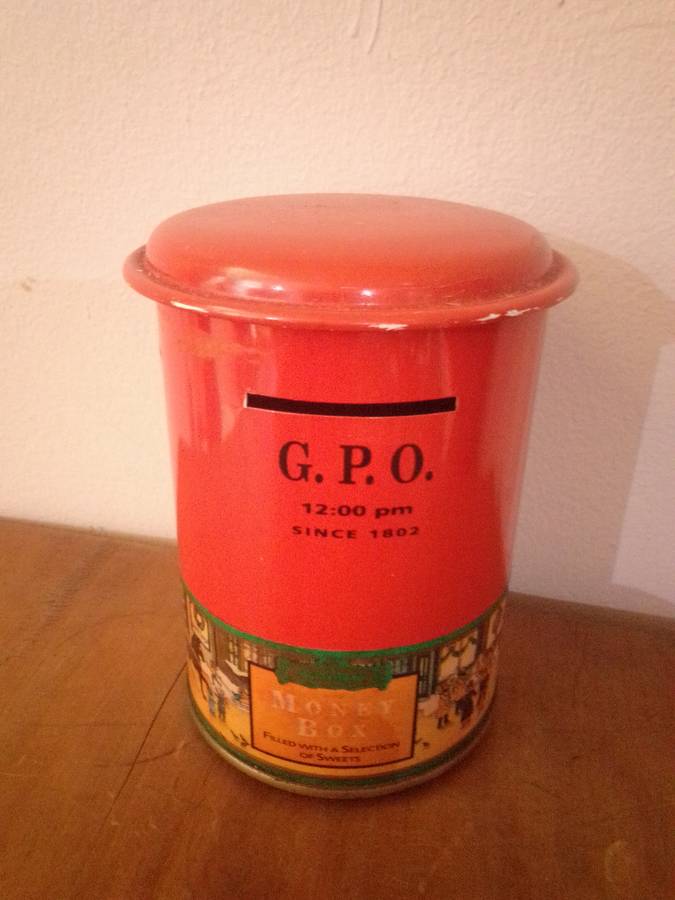 G. P. O.
12:00 pm
SINCE 1802
MONEY
BOX
FILLED WITH A SELECTION
OF SWEETS